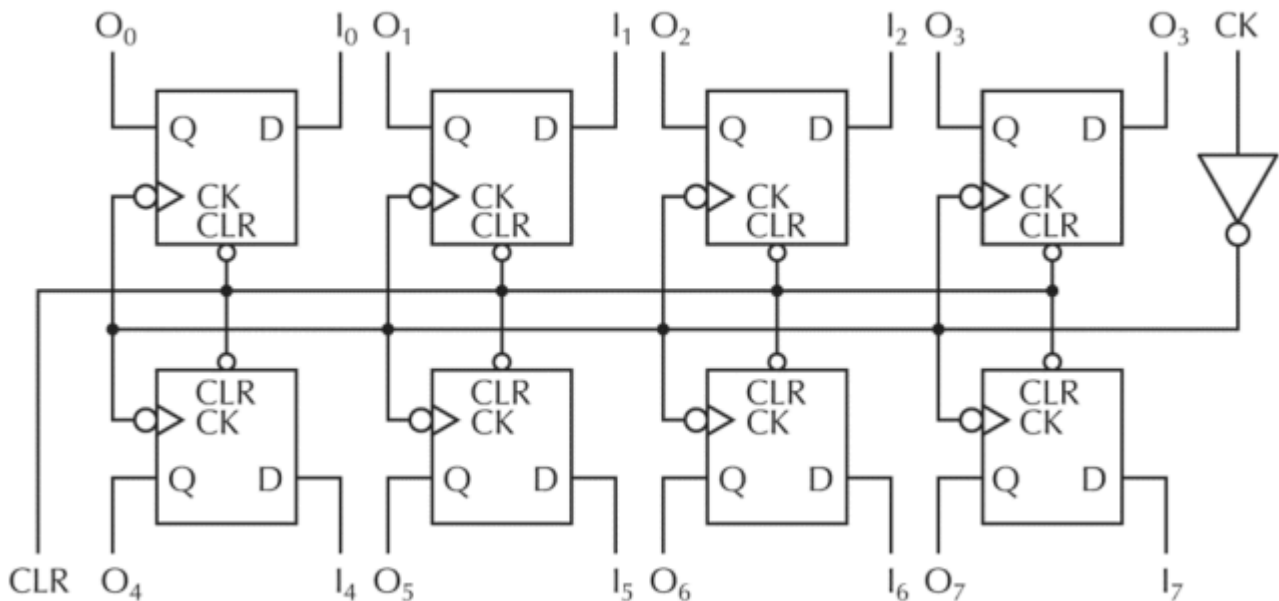 O₀ I₀ O₁ I₁ O₂ I₂ O₃ O₃ CK
Q D Q D Q D Q D
CK CK CK CK
CLR CLR CLR CLR
CLR CLR CLR CLR
CK CK CK CK
Q D Q D Q D Q D
CLR O₄ I₄ O₅ I₅ O₆ I₆ O₇ I₇